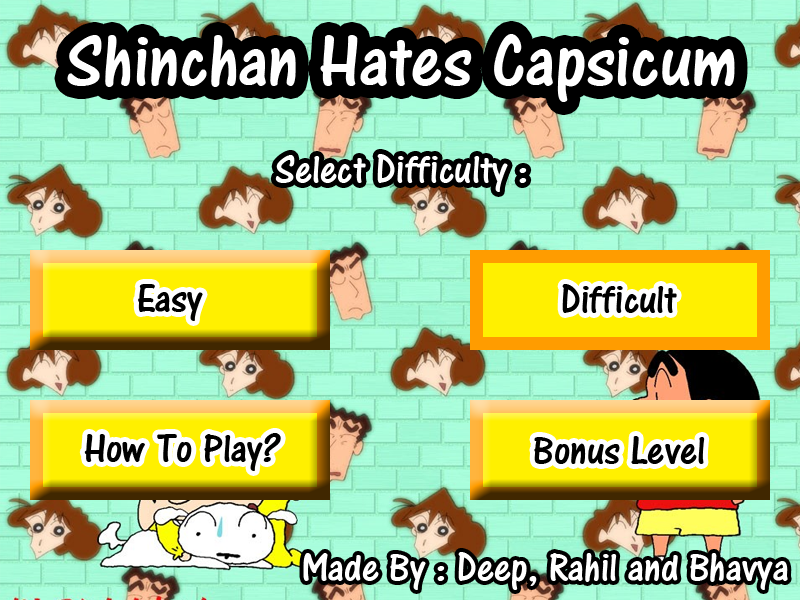 Shinchan Hates Capsicum
Select Difficulty :
Easy
Difficult
How To Play?
Bonus Level
Made By : Deep, Rahil and Bhavya